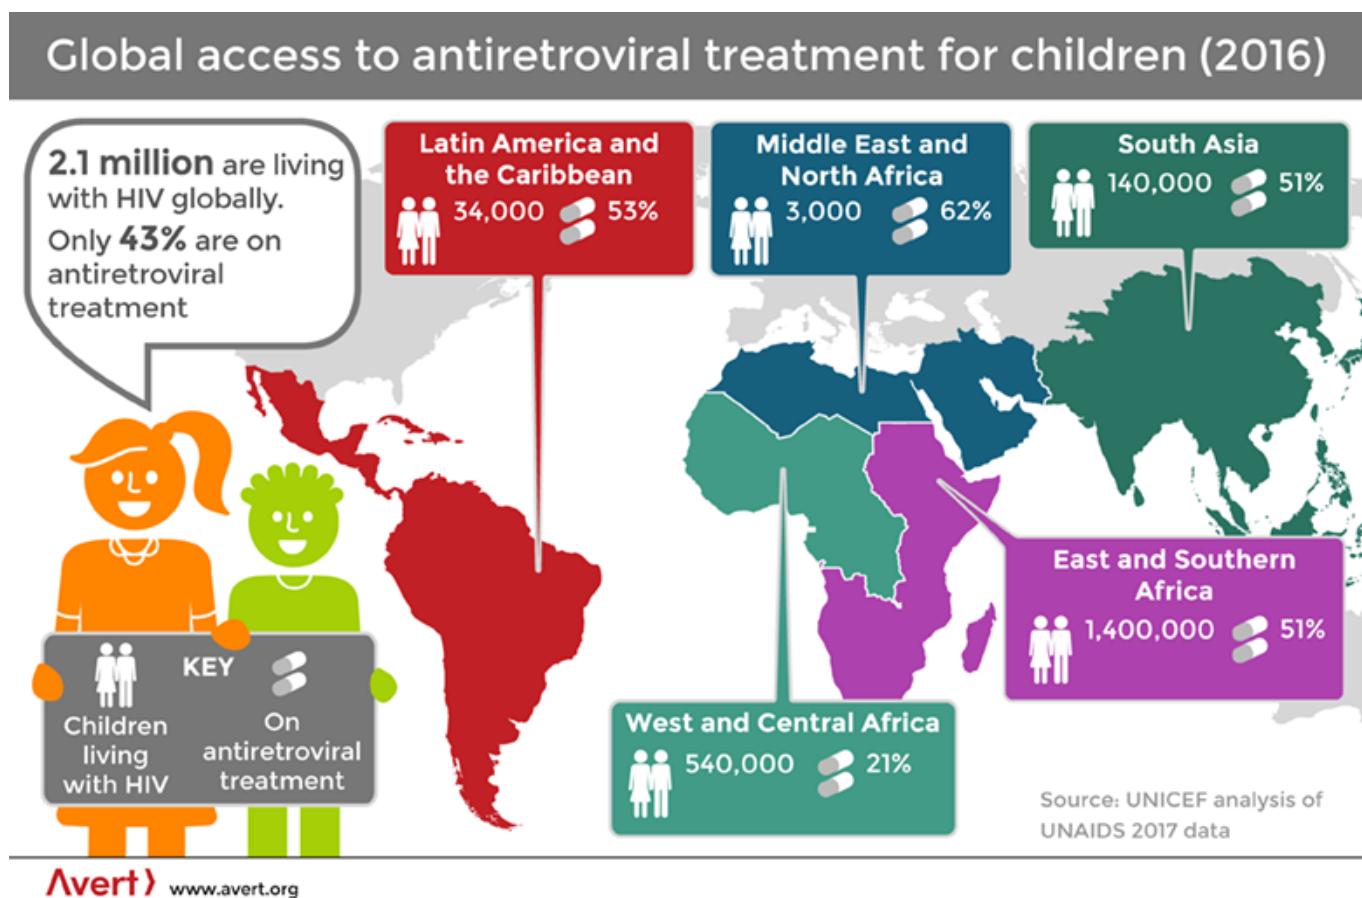 Global access to antiretroviral treatment for children (2016)
2.1 million are living
with HIV globally.
Only 43% are on
antiretroviral
treatment
Latin America and
the Caribbean
34,000 53%
Middle East and
North Africa
3,000 62%
South Asia
140,000 51%
East and Southern
Africa
1,400,000 51%
West and Central Africa
540,000 21%
KEY
Children
living
with HIV
On
antiretroviral
treatment
Source: UNICEF analysis of
UNAIDS 2017 data
Avert www.avert.org